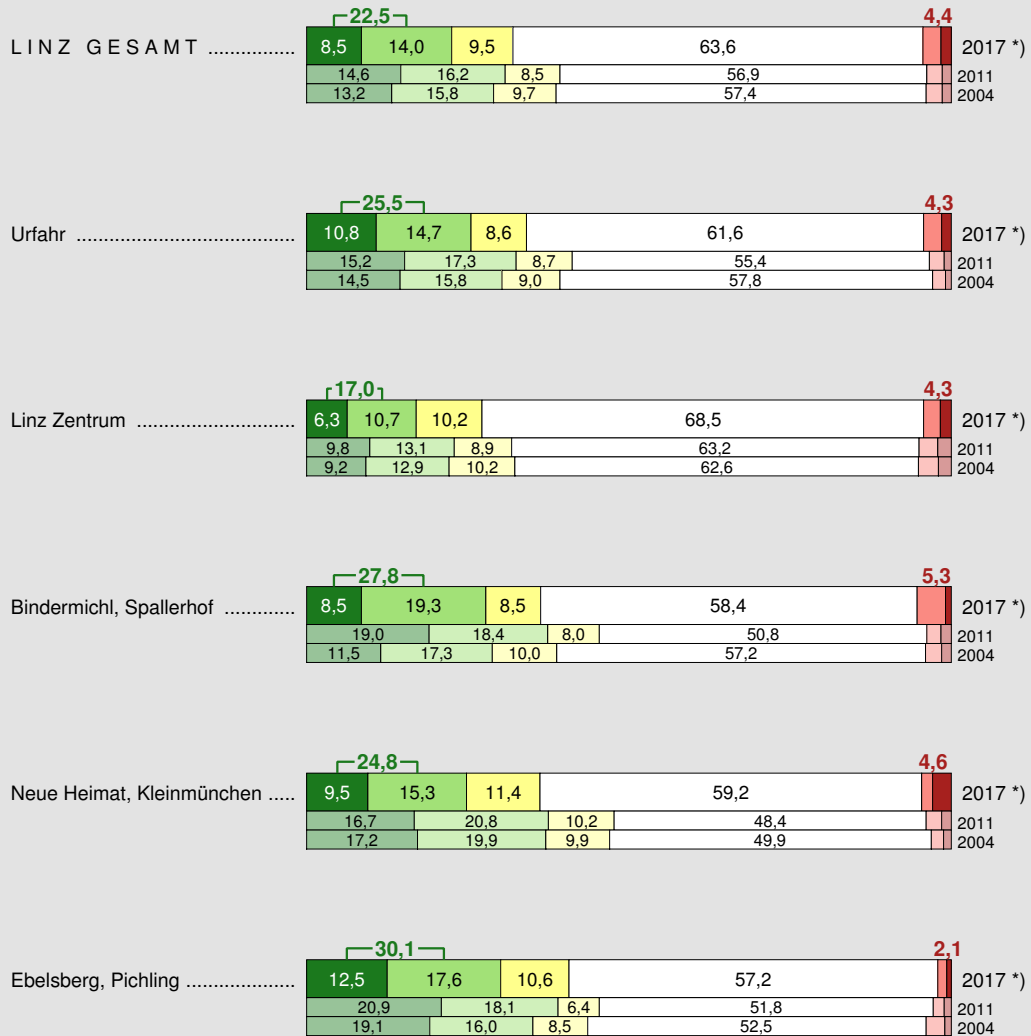 22,5 4,4
LINZ GESAMT ................ 8,5 14,0 9,5 63,6 2017 *)
14,6 16,2 8,5 56,9 2011
13,2 15,8 9,7 57,4 2004
25,5 4,3
Urfahr ........................................ 10,8 14,7 8,6 61,6 2017 *)
15,2 17,3 8,7 55,4 2011
14,5 15,8 9,0 57,8 2004
17,0 4,3
Linz Zentrum ............................. 6,3 10,7 10,2 68,5 2017 *)
9,8 13,1 8,9 63,2 2011
9,2 12,9 10,2 62,6 2004
27,8 5,3
Bindermichl, Spallerhof ............. 8,5 19,3 8,5 58,4 2017 *)
19,0 18,4 8,0 50,8 2011
11,5 17,3 10,0 57,2 2004
24,8 4,6
Neue Heimat, Kleinmünchen ..... 9,5 15,3 11,4 59,2 2017 *)
16,7 20,8 10,2 48,4 2011
17,2 19,9 9,9 49,9 2004
30,1 2,1
Ebelsberg, Pichling .................... 12,5 17,6 10,6 57,2 2017 *)
20,9 18,1 6,4 51,8 2011
19,1 16,0 8,5 52,5 2004